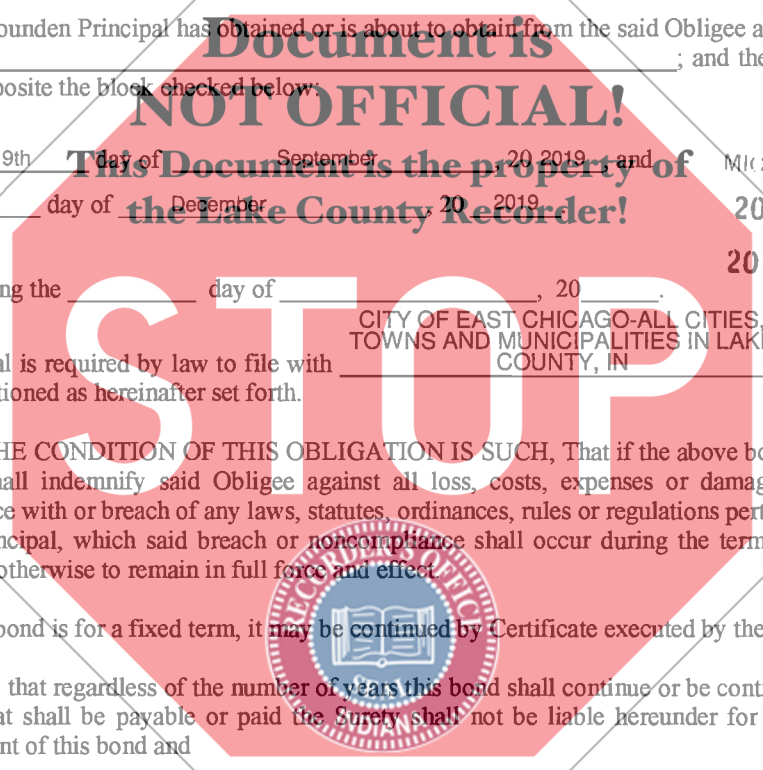 ounden Principal has obtained or is about to obtain from the said Obligee a
Document is
; and the
posite the block checked below:
NOT OFFICIAL!
9th day of September, 20 2019, and
This Document is the property of
day of December, 20 2019
the Lake County Recorder!
20
20
ng the day of , 20 .
CITY OF EAST CHICAGO-ALL CITIES,
TOWNS AND MUNICIPALITIES IN LAK
al is required by law to file with COUNTY, IN
tioned as hereinafter set forth.
STOP
HE CONDITION OF THIS OBLIGATION IS SUCH, That if the above bo
all indemnify said Obligee against all loss, costs, expenses or damag
ce with or breach of any laws, statutes, ordinances, rules or regulations pert
ncipal, which said breach or noncompliance shall occur during the term
otherwise to remain in full force and effect.
RECORDER'S OFFICE
bond is for a fixed term, it may be continued by Certificate executed by the
SEAL
that regardless of the number of years this bond shall continue or be cont
at shall be payable or paid the Surety shall not be liable hereunder for
INDIANA
nt of this bond and